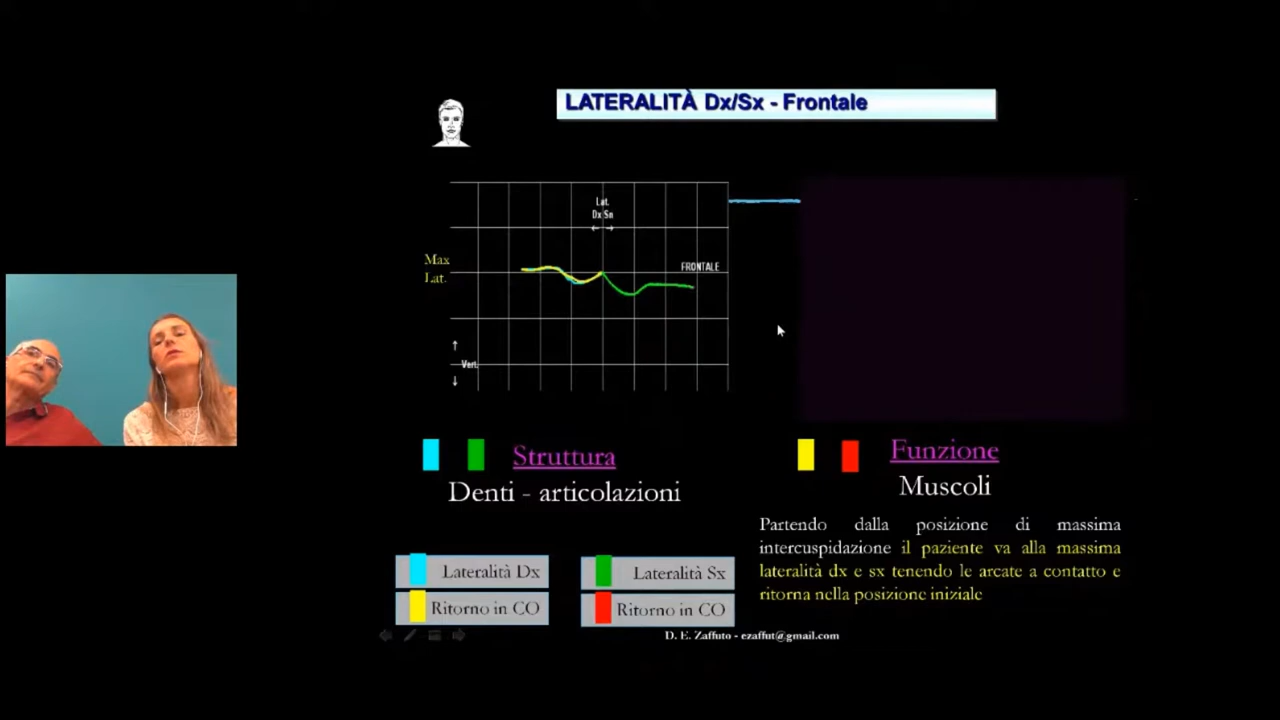 LATERALITÀ Dx/Sx - Frontale
Lat.
Dx Sn
← →
Max
Lat.
FRONTALE
↑
Vert.
↓
Struttura
Denti - articolazioni
Funzione
Muscoli
Partendo dalla posizione di massima
intercuspidazione il paziente va alla massima
lateralità dx e sx tenendo le arcate a contatto e
ritorna nella posizione iniziale
Lateralità Dx
Lateralità Sx
Ritorno in CO
Ritorno in CO
D. E. Zaffuto - ezaffut@gmail.com